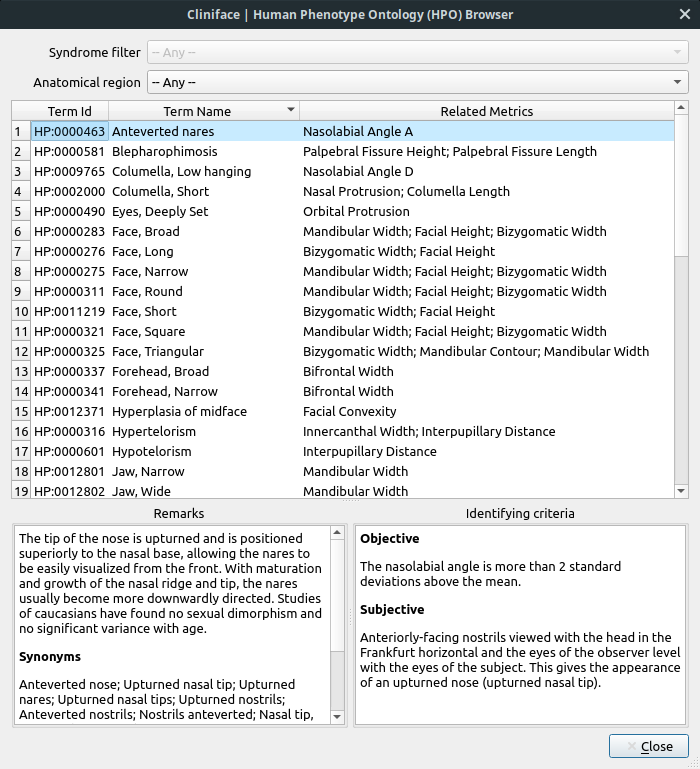 Cliniface | Human Phenotype Ontology (HPO) Browser
Syndrome filter -- Any --
Anatomical region -- Any --
Term Id Term Name Related Metrics
1 HP:0000463 Anteverted nares Nasolabial Angle A
2 HP:0000581 Blepharophimosis Palpebral Fissure Height; Palpebral Fissure Length
3 HP:0009765 Columella, Low hanging Nasolabial Angle D
4 HP:0002000 Columella, Short Nasal Protrusion; Columella Length
5 HP:0000490 Eyes, Deeply Set Orbital Protrusion
6 HP:0000283 Face, Broad Mandibular Width; Facial Height; Bizygomatic Width
7 HP:0000276 Face, Long Bizygomatic Width; Facial Height
8 HP:0000275 Face, Narrow Mandibular Width; Facial Height; Bizygomatic Width
9 HP:0000311 Face, Round Mandibular Width; Facial Height; Bizygomatic Width
10 HP:0011219 Face, Short Bizygomatic Width; Facial Height
11 HP:0000321 Face, Square Mandibular Width; Facial Height; Bizygomatic Width
12 HP:0000325 Face, Triangular Bizygomatic Width; Mandibular Contour; Mandibular Width
13 HP:0000337 Forehead, Broad Bifrontal Width
14 HP:0000341 Forehead, Narrow Bifrontal Width
15 HP:0012371 Hyperplasia of midface Facial Convexity
16 HP:0000316 Hypertelorism Innercanthal Width; Interpupillary Distance
17 HP:0000601 Hypotelorism Interpupillary Distance
18 HP:0012801 Jaw, Narrow Mandibular Width
19 HP:0012802 Jaw, Wide Mandibular Width
Remarks
The tip of the nose is upturned and is positioned
superiorly to the nasal base, allowing the nares to
be easily visualized from the front. With maturation
and growth of the nasal ridge and tip, the nares
usually become more downwardly directed. Studies
of caucasians have found no sexual dimorphism and
no significant variance with age.
Synonyms
Anteverted nose; Upturned nasal tip; Upturned
nares; Upturned nasal tips; Upturned nostrils;
Anteverted nostrils; Nostrils anteverted; Nasal tip,
Identifying criteria
Objective
The nasolabial angle is more than 2 standard
deviations above the mean.
Subjective
Anteriorly-facing nostrils viewed with the head in the
Frankfurt horizontal and the eyes of the observer level
with the eyes of the subject. This gives the appearance
of an upturned nose (upturned nasal tip).
Close